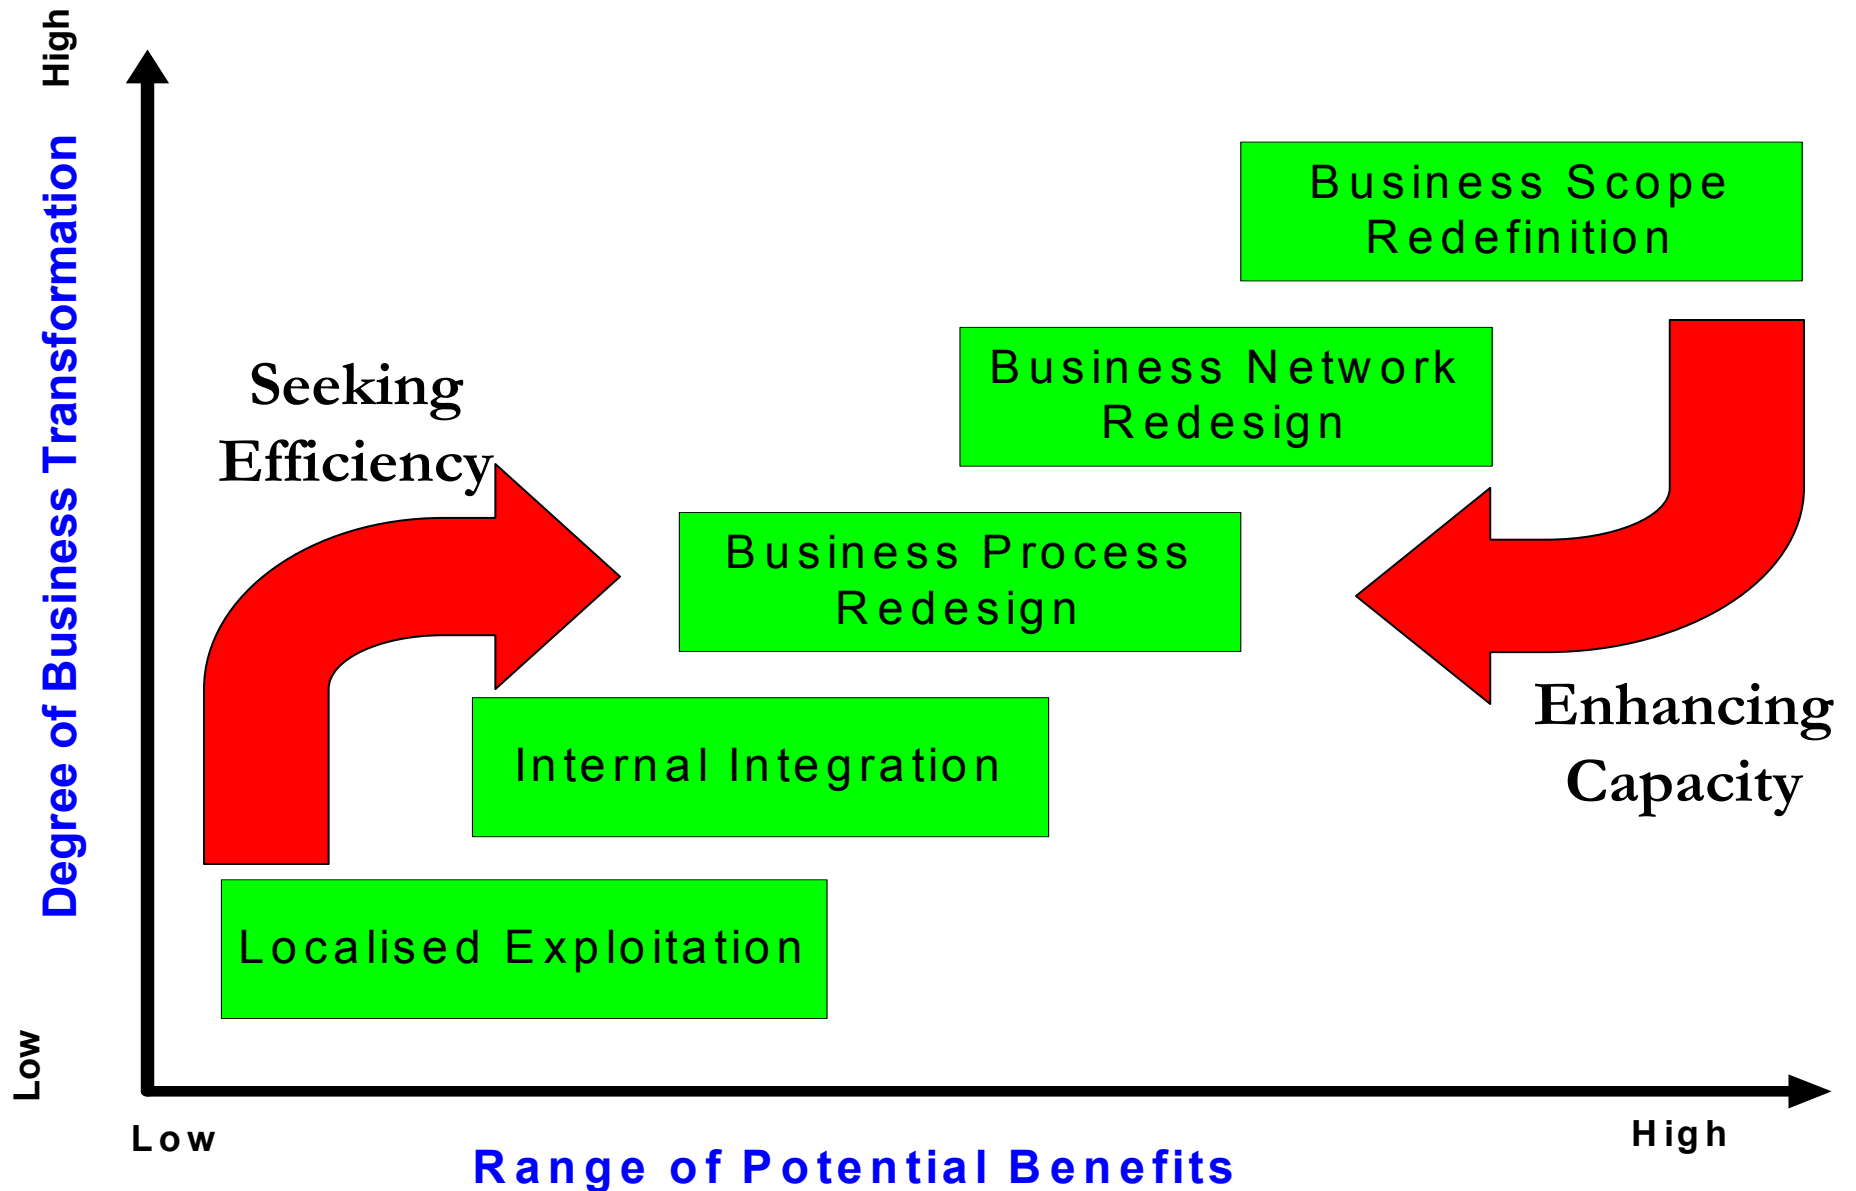 High
Degree of Business Transformation
Low
Business Scope
Redefinition
Business Network
Redesign
Seeking
Efficiency
Business Process
Redesign
Enhancing
Capacity
Internal Integration
Localised Exploitation
Low
High
Range of Potential Benefits